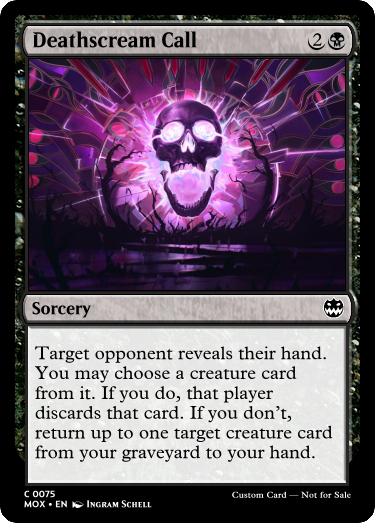 Deathscream Call 2
Sorcery
Target opponent reveals their hand.
You may choose a creature card
from it. If you do, that player
discards that card. If you don't,
return up to one target creature card
from your graveyard to your hand.
C 0075
MOX • EN Ingram Schell
Custom Card — Not for Sale